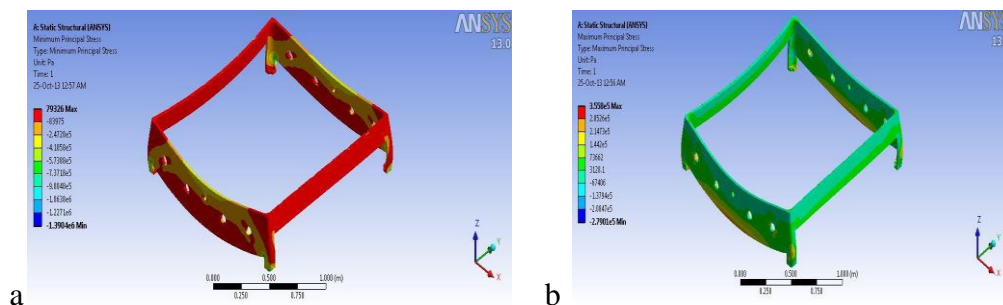 A: Static Structural (ANSYS)
Minimum Principal Stress
Type: Minimum Principal Stress
Unit: Pa
Time: 1
25-Oct-13 12:57 AM
79326 Max
-83975
-2.4728e5
-4.1058e5
-5.7388e5
-7.3718e5
-9.0048e5
-1.0638e6
-1.2271e6
-1.3904e6 Min
ANSYS
13.0
Z
Y
X
0.000
0.500
1.000 (m)
0.250
0.750
a
A: Static Structural (ANSYS)
Maximum Principal Stress
Type: Maximum Principal Stress
Unit: Pa
Time: 1
25-Oct-13 12:56 AM
3.558e5 Max
2.8526e5
2.1473e5
1.442e5
73662
3128.1
-67406
-1.3794e5
-2.0847e5
-2.7901e5 Min
ANSYS
13.
Z
Y
X
0.000
0.500
1.000 (m)
0.250
0.750
b